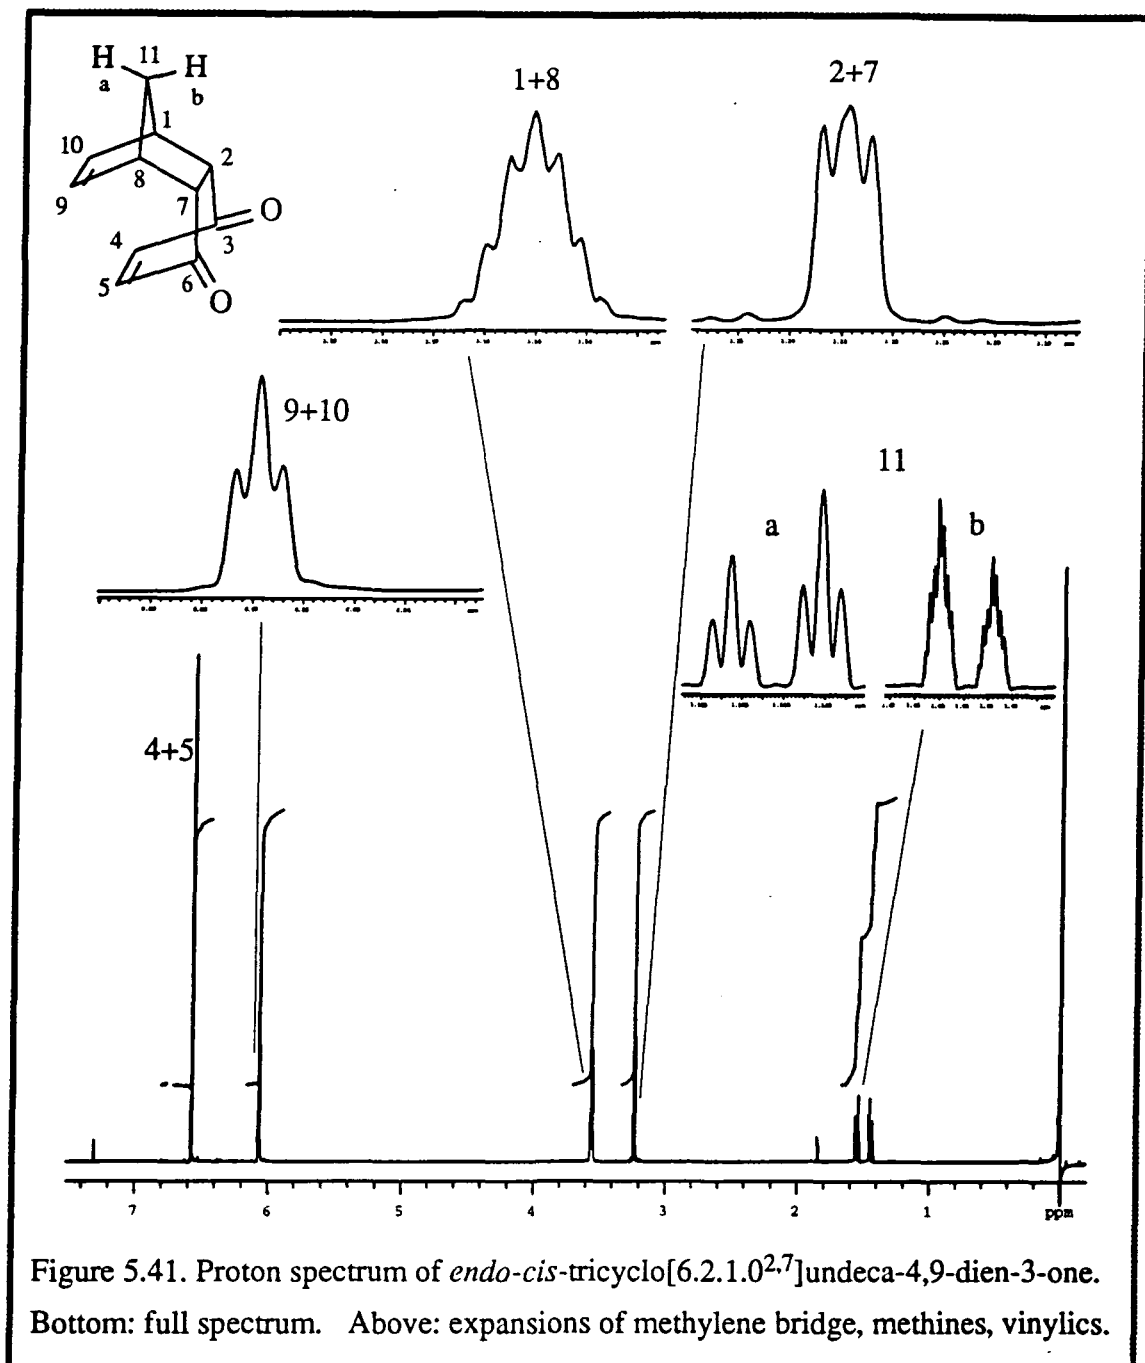 H 11 H
a b
1
10
2
8
9
7
O
4
3
5
6
O
1+8
2+7
9+10
11
a
b
4+5
7 6 5 4 3 2 1 ppm
Figure 5.41. Proton spectrum of endo-cis-tricyclo[6.2.1.0²,⁷]undeca-4,9-dien-3-one.
Bottom: full spectrum. Above: expansions of methylene bridge, methines, vinylics.